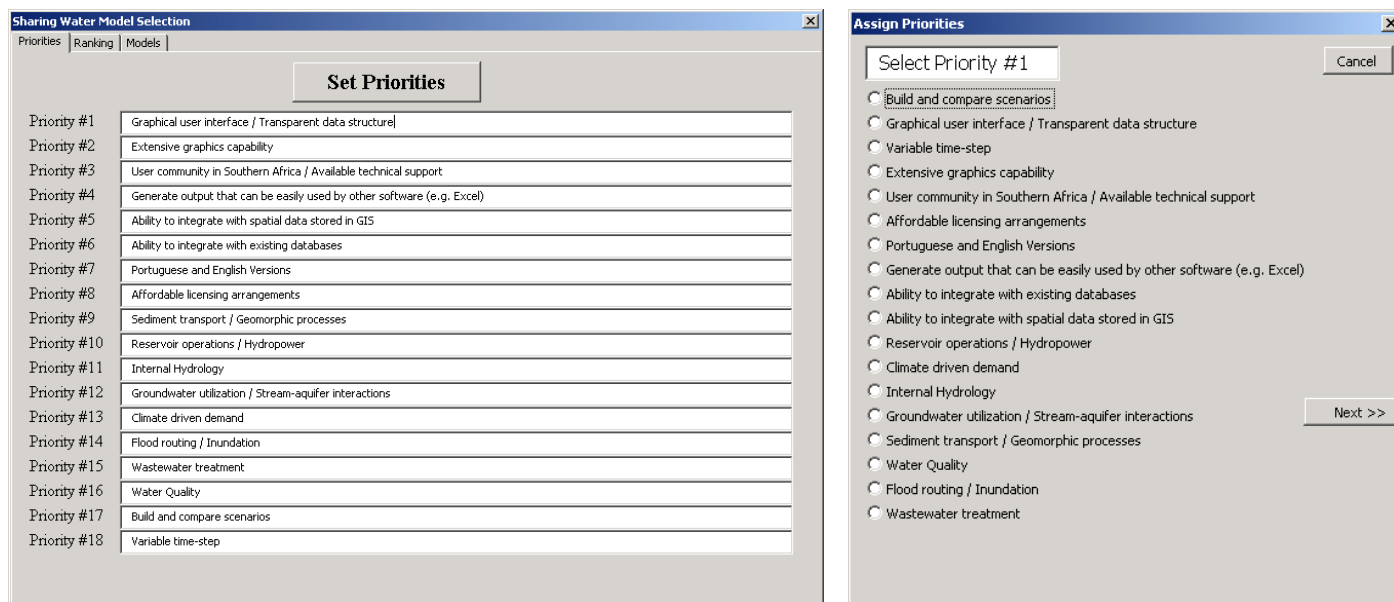 Sharing Water Model Selection
Priorities Ranking Models
Set Priorities
Priority #1 Graphical user interface / Transparent data structure
Priority #2 Extensive graphics capability
Priority #3 User community in Southern Africa / Available technical support
Priority #4 Generate output that can be easily used by other software (e.g. Excel)
Priority #5 Ability to integrate with spatial data stored in GIS
Priority #6 Ability to integrate with existing databases
Priority #7 Portuguese and English Versions
Priority #8 Affordable licensing arrangements
Priority #9 Sediment transport / Geomorphic processes
Priority #10 Reservoir operations / Hydropower
Priority #11 Internal Hydrology
Priority #12 Groundwater utilization / Stream-aquifer interactions
Priority #13 Climate driven demand
Priority #14 Flood routing / Inundation
Priority #15 Wastewater treatment
Priority #16 Water Quality
Priority #17 Build and compare scenarios
Priority #18 Variable time-step
Assign Priorities
Select Priority #1
Cancel
Build and compare scenarios
Graphical user interface / Transparent data structure
Variable time-step
Extensive graphics capability
User community in Southern Africa / Available technical support
Affordable licensing arrangements
Portuguese and English Versions
Generate output that can be easily used by other software (e.g. Excel)
Ability to integrate with existing databases
Ability to integrate with spatial data stored in GIS
Reservoir operations / Hydropower
Climate driven demand
Internal Hydrology
Groundwater utilization / Stream-aquifer interactions
Next >>
Sediment transport / Geomorphic processes
Water Quality
Flood routing / Inundation
Wastewater treatment